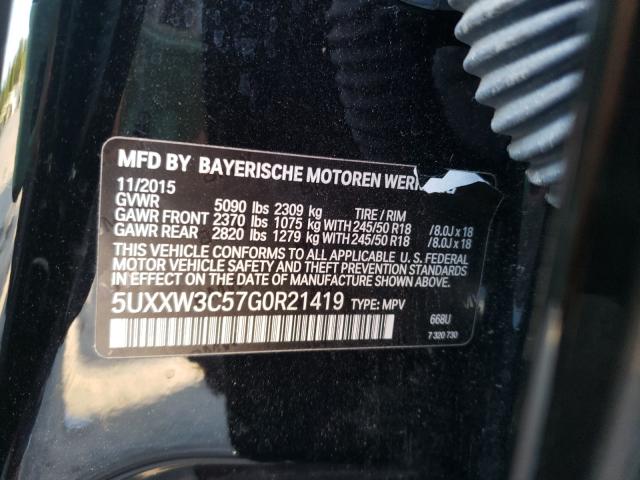 MFD BY BAYERISCHE MOTOREN
11/2015
GVWR 5090 lbs 2309 kg TIRE / RIM
GAWR FRONT 2370 lbs 1075 kg WITH 245/50 R18 / 8.0J x 18
GAWR REAR 2820 lbs 1279 kg WITH 245/50 R18 / 8.0J x 18
THIS VEHICLE CONFORMS TO ALL APPLICABLE U. S. FEDERAL
MOTOR VEHICLE SAFETY AND THEFT PREVENTION STANDARDS
IN EFFECT ON THE DATE OF MANUFACTURE SHOWN ABOVE.
5UXXW3C57G0R21419 TYPE: MPV
668U
7 320 730